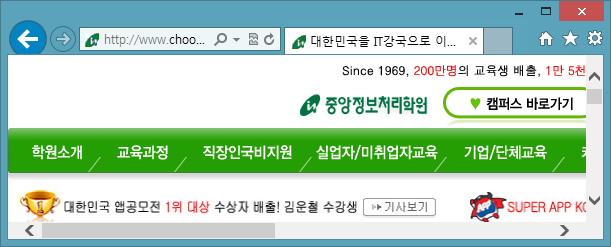 http://www.choo...
대한민국을 IT강국으로 이...
Since 1969, 200만명의 교육생 배출, 1만 5천
중앙정보처리학원
♥ 캠퍼스 바로가기
학원소개 교육과정 직장인국비지원 실업자/미취업자교육 기업/단체교육
대한민국 앱공모전 1위 대상 수상자 배출! 김운철 수강생 기사보기
SUPER APP KO